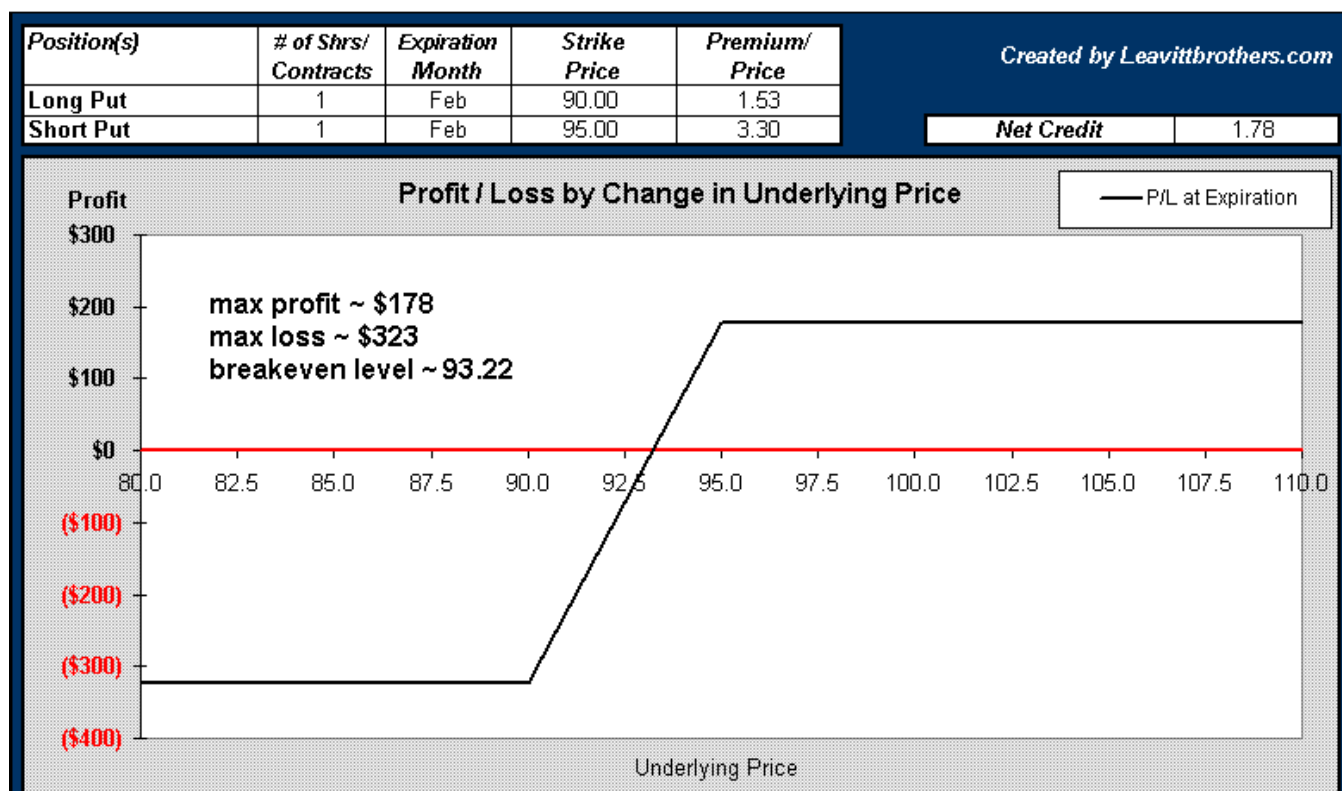 Position(s) # of Shrs/ Expiration Strike Premium/
Contracts Month Price Price
Created by Leavittbrothers.com
Long Put 1 Feb 90.00 1.53
Short Put 1 Feb 95.00 3.30
Net Credit 1.78
Profit / Loss by Change in Underlying Price
P/L at Expiration
Profit
$300
$200
$100
$0
($100)
($200)
($300)
($400)
max profit ~ $178
max loss ~ $323
breakeven level ~ 93.22
80.0 82.5 85.0 87.5 90.0 92.5 95.0 97.5 100.0 102.5 105.0 107.5 110.0
Underlying Price